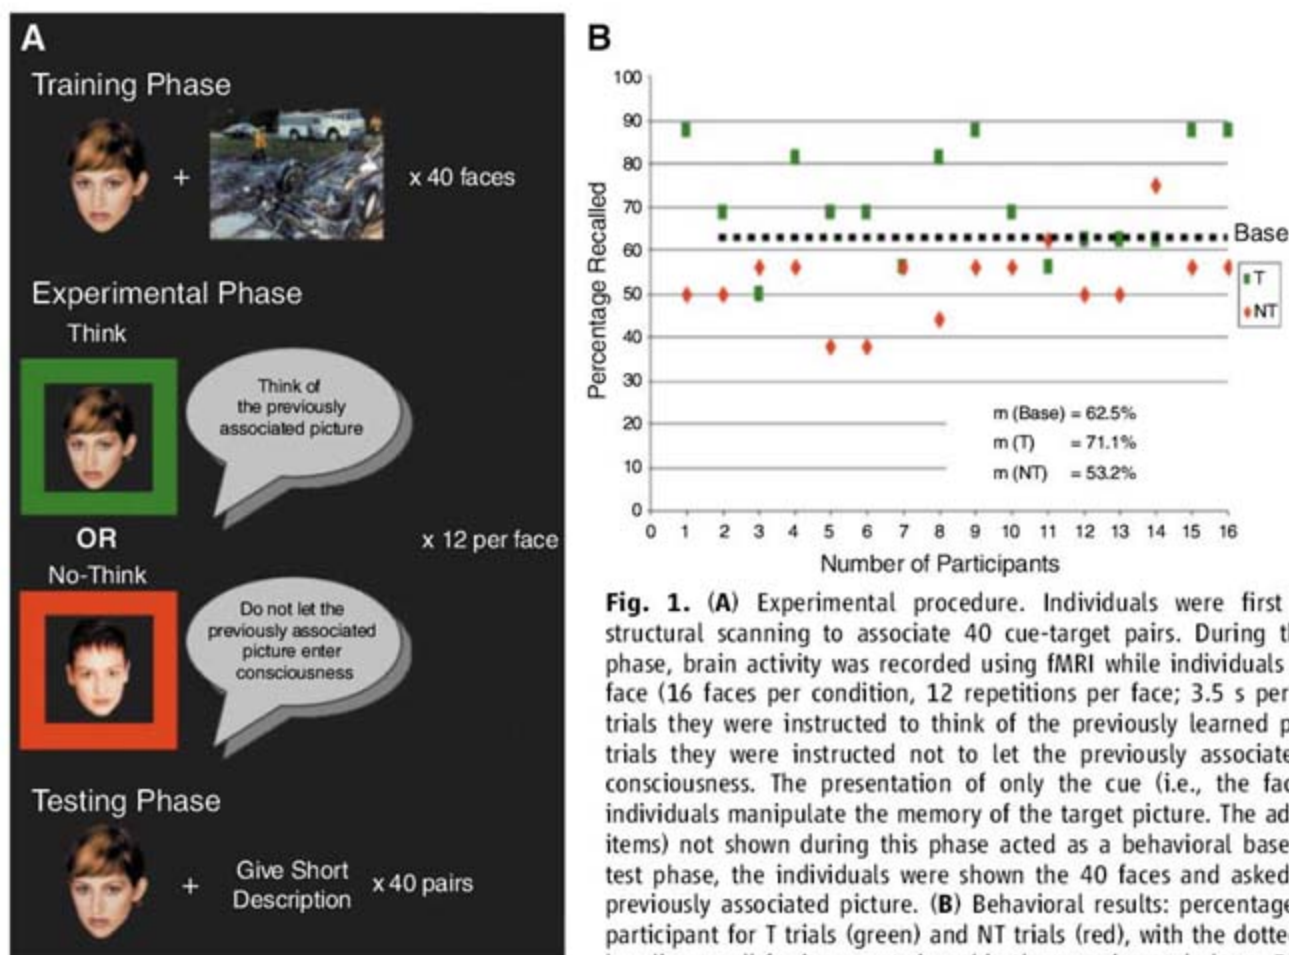 A
Training Phase
+
x 40 faces
Experimental Phase
Think
Think of
the previously
associated picture
OR
x 12 per face
No-Think
Do not let the
previously associated
picture enter
consciousness
Testing Phase
+
Give Short
Description
x 40 pairs
B
Percentage Recalled
100
90
80
70
60
50
40
30
20
10
0
Base
T
NT
m (Base) = 62.5%
m (T) = 71.1%
m (NT) = 53.2%
0 1 2 3 4 5 6 7 8 9 10 11 12 13 14 15 16
Number of Participants
Fig. 1. (A) Experimental procedure. Individuals were first
structural scanning to associate 40 cue-target pairs. During
phase, brain activity was recorded using fMRI while individuals
face (16 faces per condition, 12 repetitions per face; 3.5 s per
trials they were instructed to think of the previously learned
trials they were instructed not to let the previously
consciousness. The presentation of only the cue (i.e., the
individuals manipulate the memory of the target picture. The
items) not shown during this phase acted as a behavioral
test phase, the individuals were shown the 40 faces and asked
previously associated picture. (B) Behavioral results:
participant for T trials (green) and NT trials (red), with the